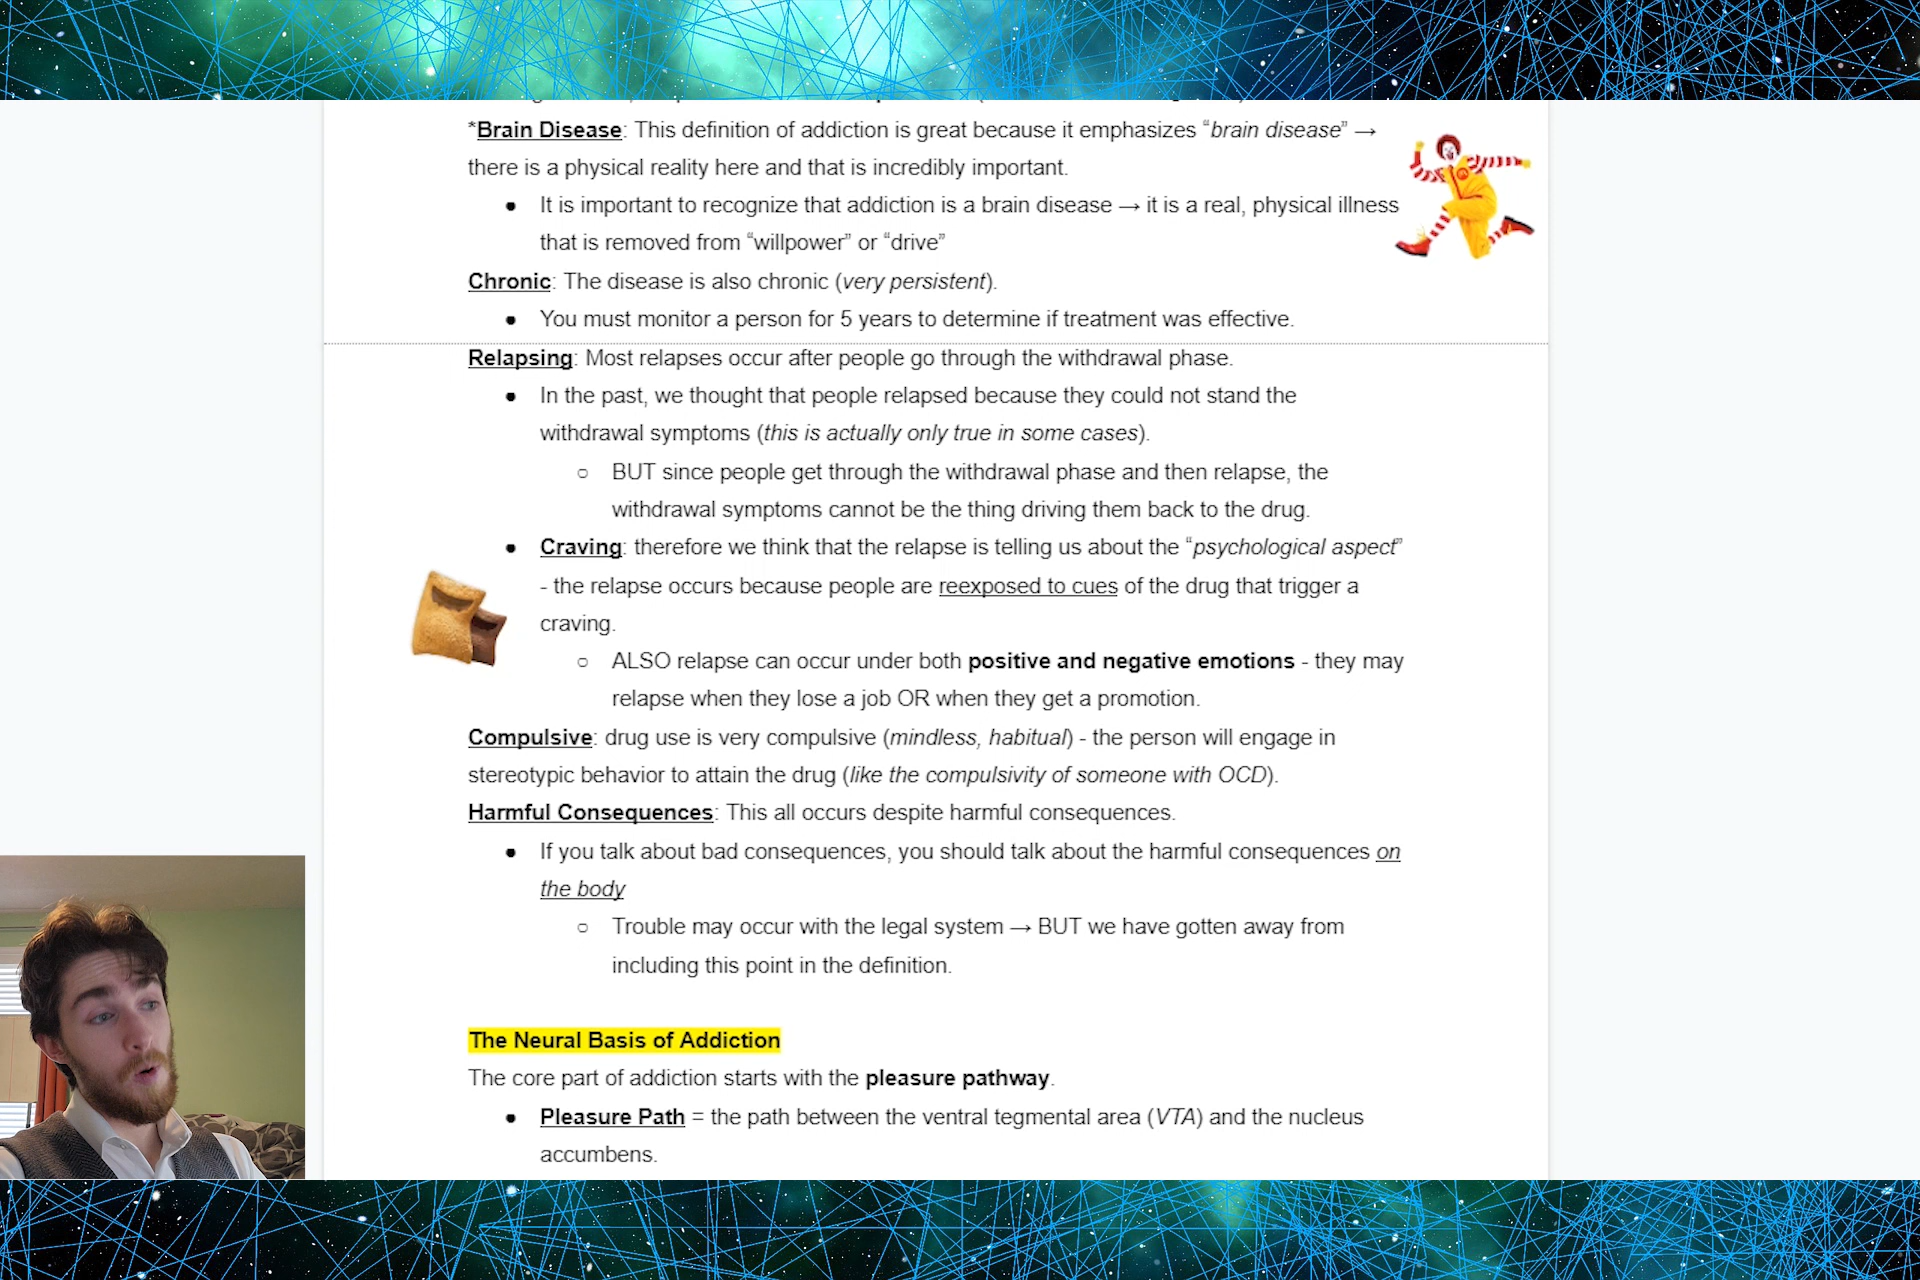 *Brain Disease: This definition of addiction is great because it emphasizes “brain disease” →
there is a physical reality here and that is incredibly important.
● It is important to recognize that addiction is a brain disease → it is a real, physical illness
that is removed from “willpower” or “drive”
Chronic: The disease is also chronic (very persistent).
● You must monitor a person for 5 years to determine if treatment was effective.
Relapsing: Most relapses occur after people go through the withdrawal phase.
● In the past, we thought that people relapsed because they could not stand the
withdrawal symptoms (this is actually only true in some cases).
○ BUT since people get through the withdrawal phase and then relapse, the
withdrawal symptoms cannot be the thing driving them back to the drug.
● Craving: therefore we think that the relapse is telling us about the “psychological aspect”
- the relapse occurs because people are reexposed to cues of the drug that trigger a
craving.
○ ALSO relapse can occur under both positive and negative emotions - they may
relapse when they lose a job OR when they get a promotion.
Compulsive: drug use is very compulsive (mindless, habitual) - the person will engage in
stereotypic behavior to attain the drug (like the compulsivity of someone with OCD).
Harmful Consequences: This all occurs despite harmful consequences.
● If you talk about bad consequences, you should talk about the harmful consequences on
the body
○ Trouble may occur with the legal system → BUT we have gotten away from
including this point in the definition.
The Neural Basis of Addiction
The core part of addiction starts with the pleasure pathway.
● Pleasure Path = the path between the ventral tegmental area (VTA) and the nucleus
accumbens.